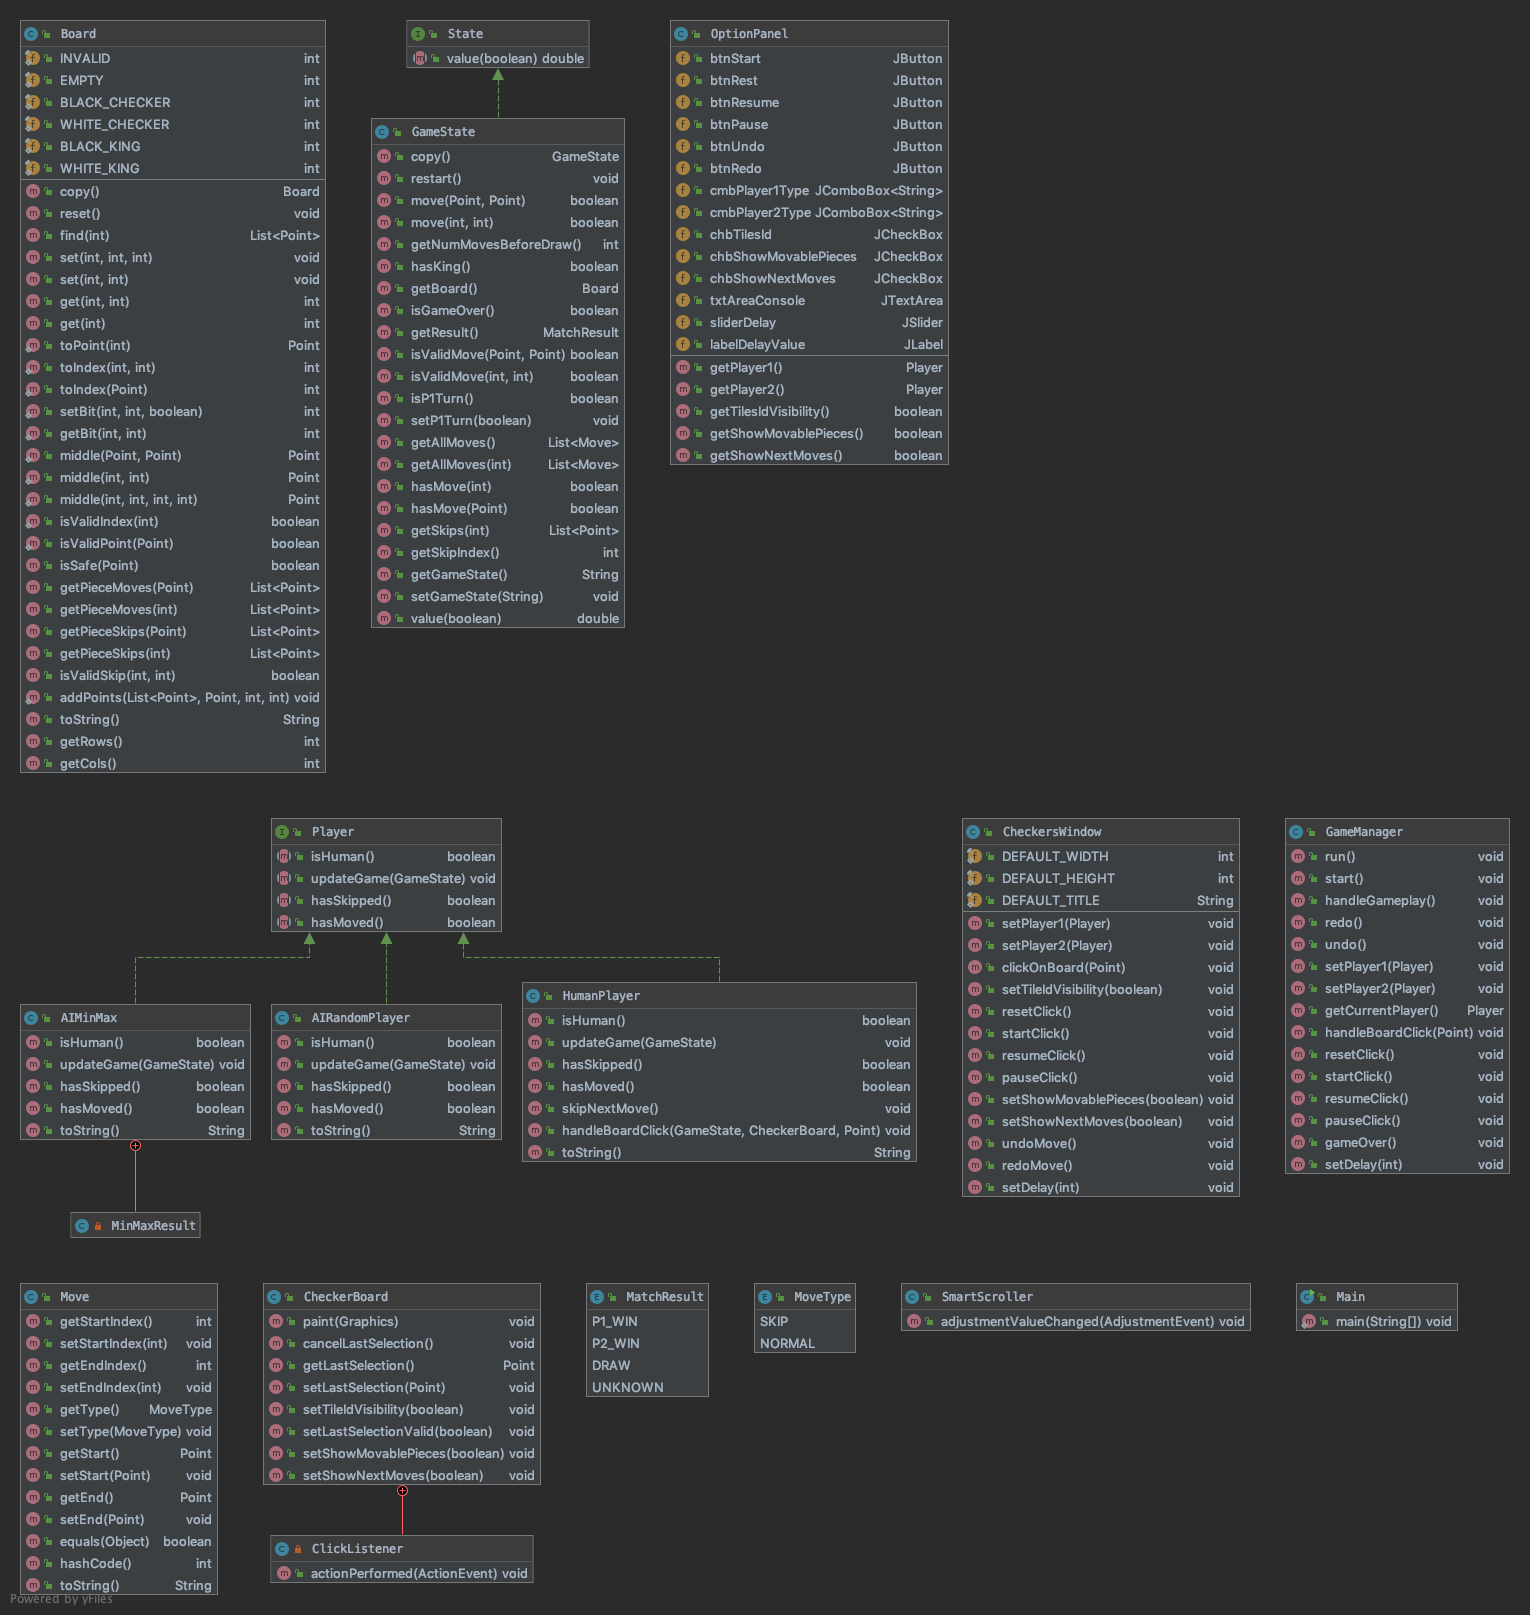 Board
INVALID int
EMPTY int
BLACK_CHECKER int
WHITE_CHECKER int
BLACK_KING int
WHITE_KING int
copy() Board
reset() void
find(int) List<Point>
set(int, int, int) void
set(int, int) void
get(int, int) int
get(int) int
toPoint(int) Point
toIndex(int, int) int
toIndex(Point) int
setBit(int, int, boolean) int
getBit(int, int) int
middle(Point, Point) Point
middle(int, int) Point
middle(int, int, int, int) Point
isValidIndex(int) boolean
isValidPoint(Point) boolean
isSafe(Point) boolean
getPieceMoves(Point) List<Point>
getPieceMoves(int) List<Point>
getPieceSkips(Point) List<Point>
getPieceSkips(int) List<Point>
isValidSkip(int, int) boolean
addPoints(List<Point>, Point, int, int) void
toString() String
getRows() int
getCols() int
State
value(boolean) double
GameState
copy() GameState
restart() void
move(Point, Point) boolean
move(int, int) boolean
getNumMovesBeforeDraw() int
hasKing() boolean
getBoard() Board
isGameOver() boolean
getResult() MatchResult
isValidMove(Point, Point) boolean
isValidMove(int, int) boolean
isP1Turn() boolean
setP1Turn(boolean) void
getAllMoves() List<Move>
getAllMoves(int) List<Move>
hasMove(int) boolean
hasMove(Point) boolean
getSkips(int) List<Point>
getSkipIndex() int
getGameState() String
setGameState(String) void
value(boolean) double
OptionPanel
btnStart JButton
btnRest JButton
btnResume JButton
btnPause JButton
btnUndo JButton
btnRedo JButton
cmbPlayer1Type JComboBox<String>
cmbPlayer2Type JComboBox<String>
chbTilesId JCheckBox
chbShowMovablePieces JCheckBox
chbShowNextMoves JCheckBox
txtAreaConsole JTextArea
sliderDelay JSlider
labelDelayValue JLabel
getPlayer1() Player
getPlayer2() Player
getTilesIdVisibility() boolean
getShowMovablePieces() boolean
getShowNextMoves() boolean
Player
isHuman() boolean
updateGame(GameState) void
hasSkipped() boolean
hasMoved() boolean
AIMinMax
isHuman() boolean
updateGame(GameState) void
hasSkipped() boolean
hasMoved() boolean
toString() String
MinMaxResult
AIRandomPlayer
isHuman() boolean
updateGame(GameState) void
hasSkipped() boolean
hasMoved() boolean
toString() String
HumanPlayer
isHuman() boolean
updateGame(GameState) void
hasSkipped() boolean
hasMoved() boolean
skipNextMove() void
handleBoardClick(GameState, CheckerBoard, Point) void
toString() String
CheckersWindow
DEFAULT_WIDTH int
DEFAULT_HEIGHT int
DEFAULT_TITLE String
setPlayer1(Player) void
setPlayer2(Player) void
clickOnBoard(Point) void
setTileIdVisibility(boolean) void
resetClick() void
startClick() void
resumeClick() void
pauseClick() void
setShowMovablePieces(boolean) void
setShowNextMoves(boolean) void
undoMove() void
redoMove() void
setDelay(int) void
GameManager
run() void
start() void
handleGameplay() void
redo() void
undo() void
setPlayer1(Player) void
setPlayer2(Player) void
getCurrentPlayer() Player
handleBoardClick(Point) void
resetClick() void
startClick() void
resumeClick() void
pauseClick() void
gameOver() void
setDelay(int) void
Move
getStartIndex() int
setStartIndex(int) void
getEndIndex() int
setEndIndex(int) void
getType() MoveType
setType(MoveType) void
getStart() Point
setStart(Point) void
getEnd() Point
setEnd(Point) void
equals(Object) boolean
hashCode() int
toString() String
CheckerBoard
paint(Graphics) void
cancelLastSelection() void
getLastSelection() Point
setLastSelection(Point) void
setTileIdVisibility(boolean) void
setLastSelectionValid(boolean) void
setShowMovablePieces(boolean) void
setShowNextMoves(boolean) void
ClickListener
actionPerformed(ActionEvent) void
MatchResult
P1_WIN
P2_WIN
DRAW
UNKNOWN
MoveType
SKIP
NORMAL
SmartScroller
adjustmentValueChanged(AdjustmentEvent) void
Main
main(String[]) void
Powered by yFiles